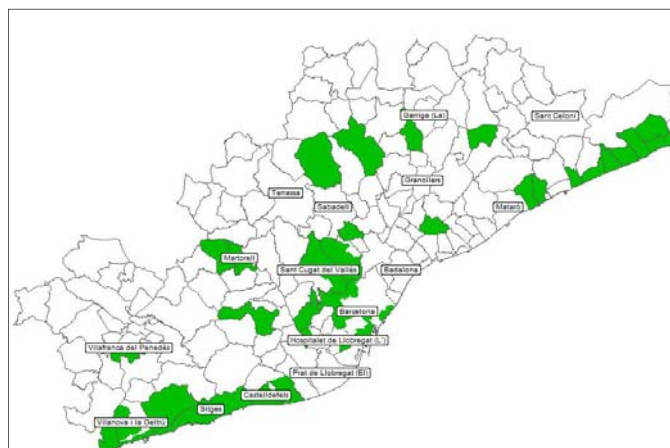 Garriga (La)
Sant Celoni
Granollers
Terrassa
Sabadell
Mataró
Martorell
Sant Cugat del Vallès
Badalona
Barcelona
Hospitalet de Llobregat (L')
Vilafranca del Penedès
Prat de Llobregat (El)
Castelldefels
Sitges
Vilanova i la Geltrú